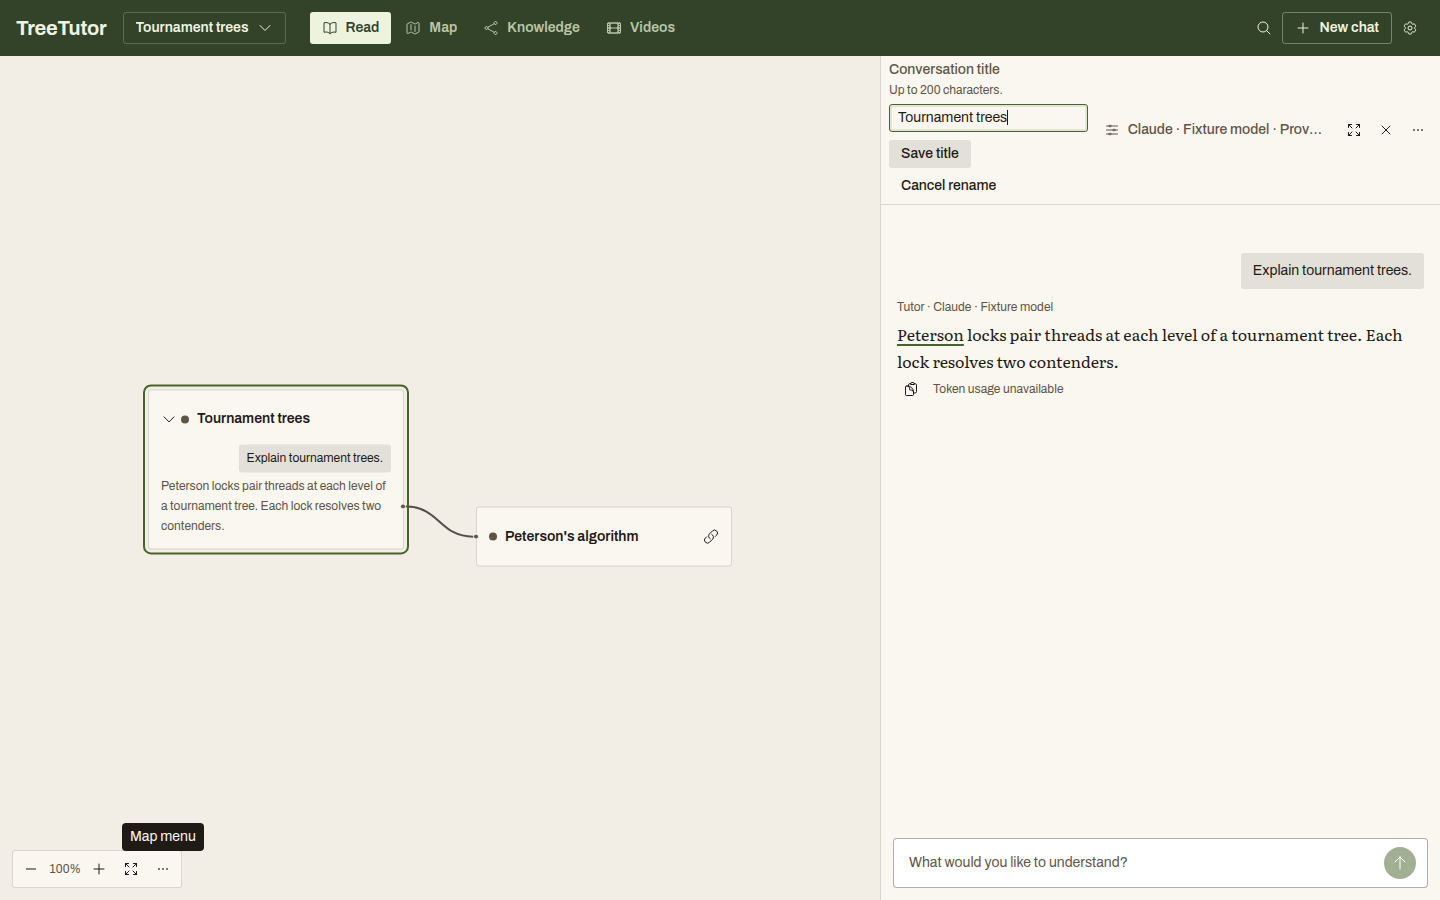 TreeTutor
Tournament trees
Read
Map
Knowledge
Videos
New chat
Conversation title
Up to 200 characters.
Tournament trees
Claude · Fixture model · Prov...
Save title
Cancel rename
Explain tournament trees.
Tutor · Claude · Fixture model
Peterson locks pair threads at each level of a tournament tree. Each
lock resolves two contenders.
Token usage unavailable
Tournament trees
Explain tournament trees.
Peterson locks pair threads at each level of
a tournament tree. Each lock resolves two
contenders.
Peterson's algorithm
Map menu
100%
What would you like to understand?